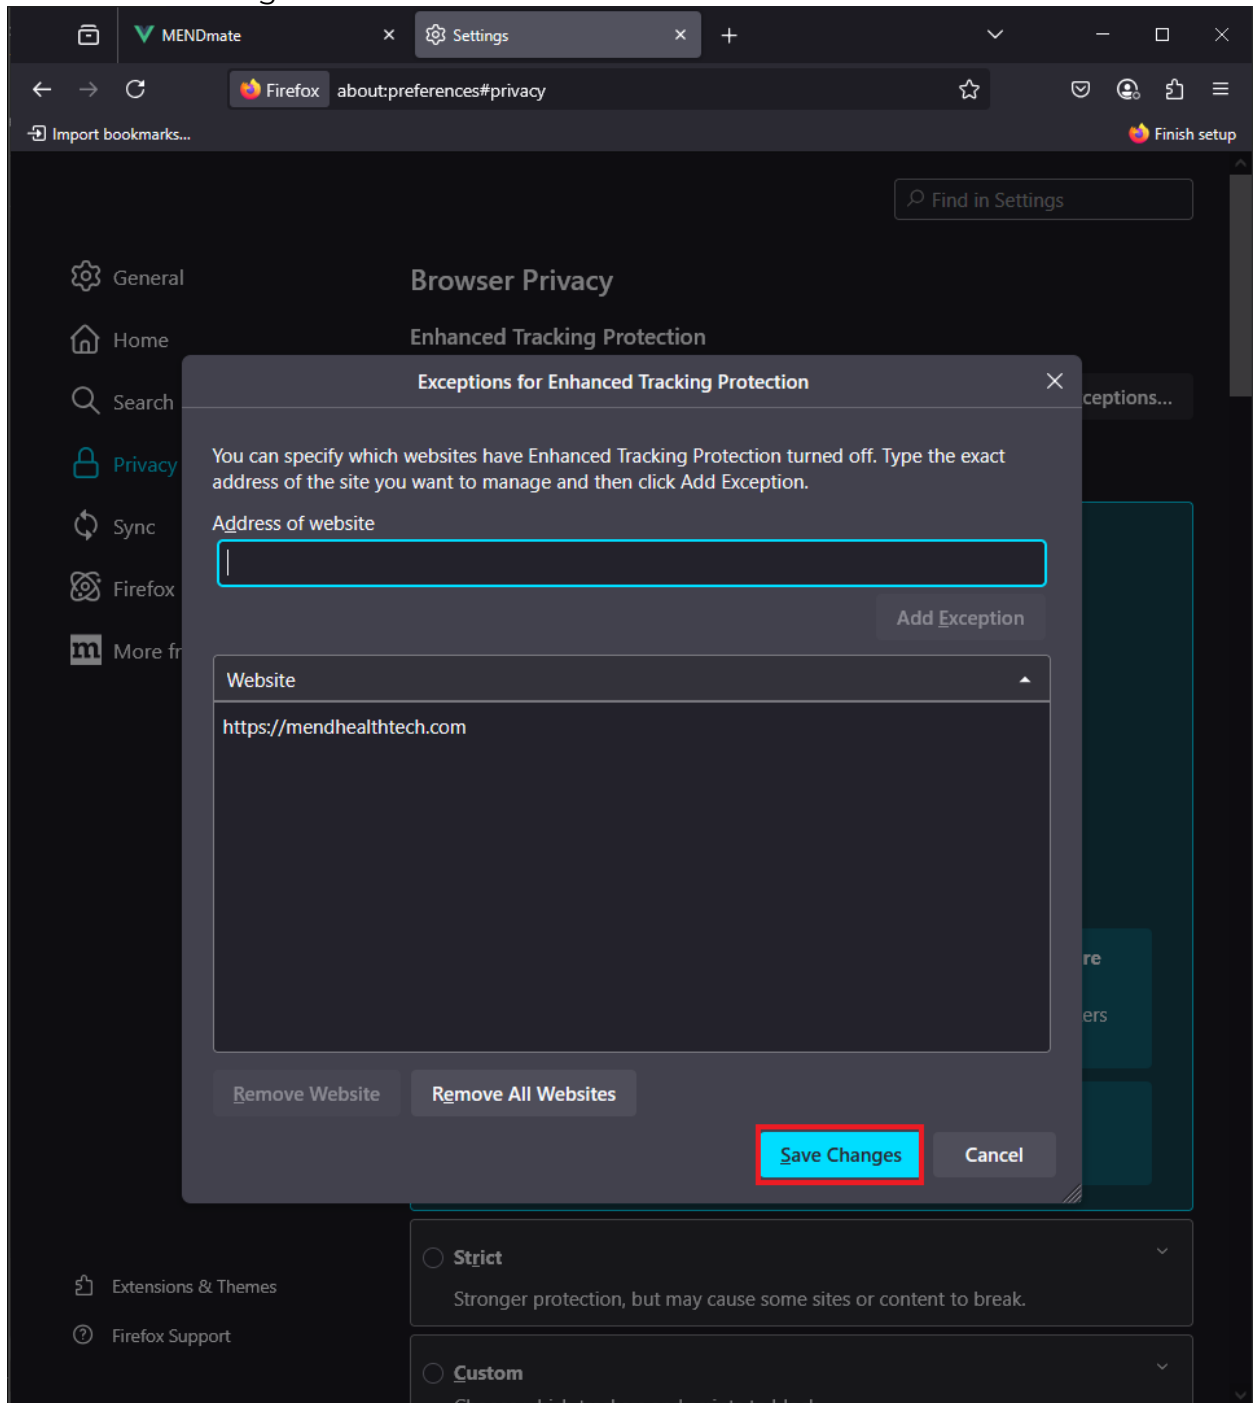 MENDmate
Settings
Firefox about:preferences#privacy
Import bookmarks...
Finish setup
Find in Settings
General
Home
Search
Privacy
Sync
Firefox
More fr
Browser Privacy
Enhanced Tracking Protection
ceptions...
Exceptions for Enhanced Tracking Protection
You can specify which websites have Enhanced Tracking Protection turned off. Type the exact
address of the site you want to manage and then click Add Exception.
Address of website
Add Exception
Website
https://mendhealthtech.com
re
ers
Remove Website
Remove All Websites
Save Changes
Cancel
Strict
Stronger protection, but may cause some sites or content to break.
Custom
Extensions & Themes
Firefox Support